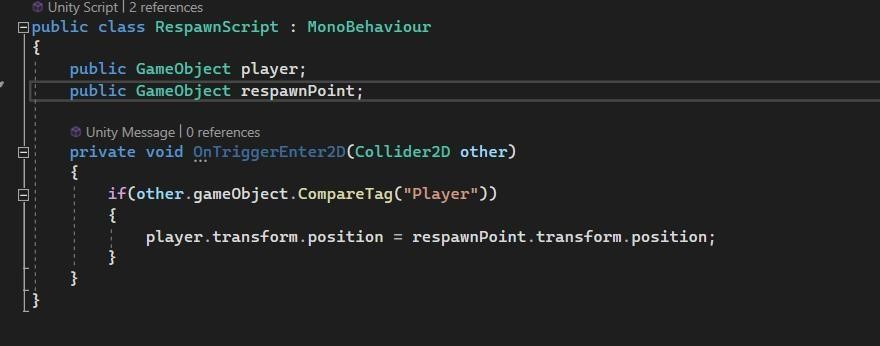 Unity Script | 2 references
public class RespawnScript : MonoBehaviour
{
public GameObject player;
public GameObject respawnPoint;
Unity Message | 0 references
private void OnTriggerEnter2D(Collider2D other)
{
if(other.gameObject.CompareTag("Player"))
{
player.transform.position = respawnPoint.transform.position;
}
}
}